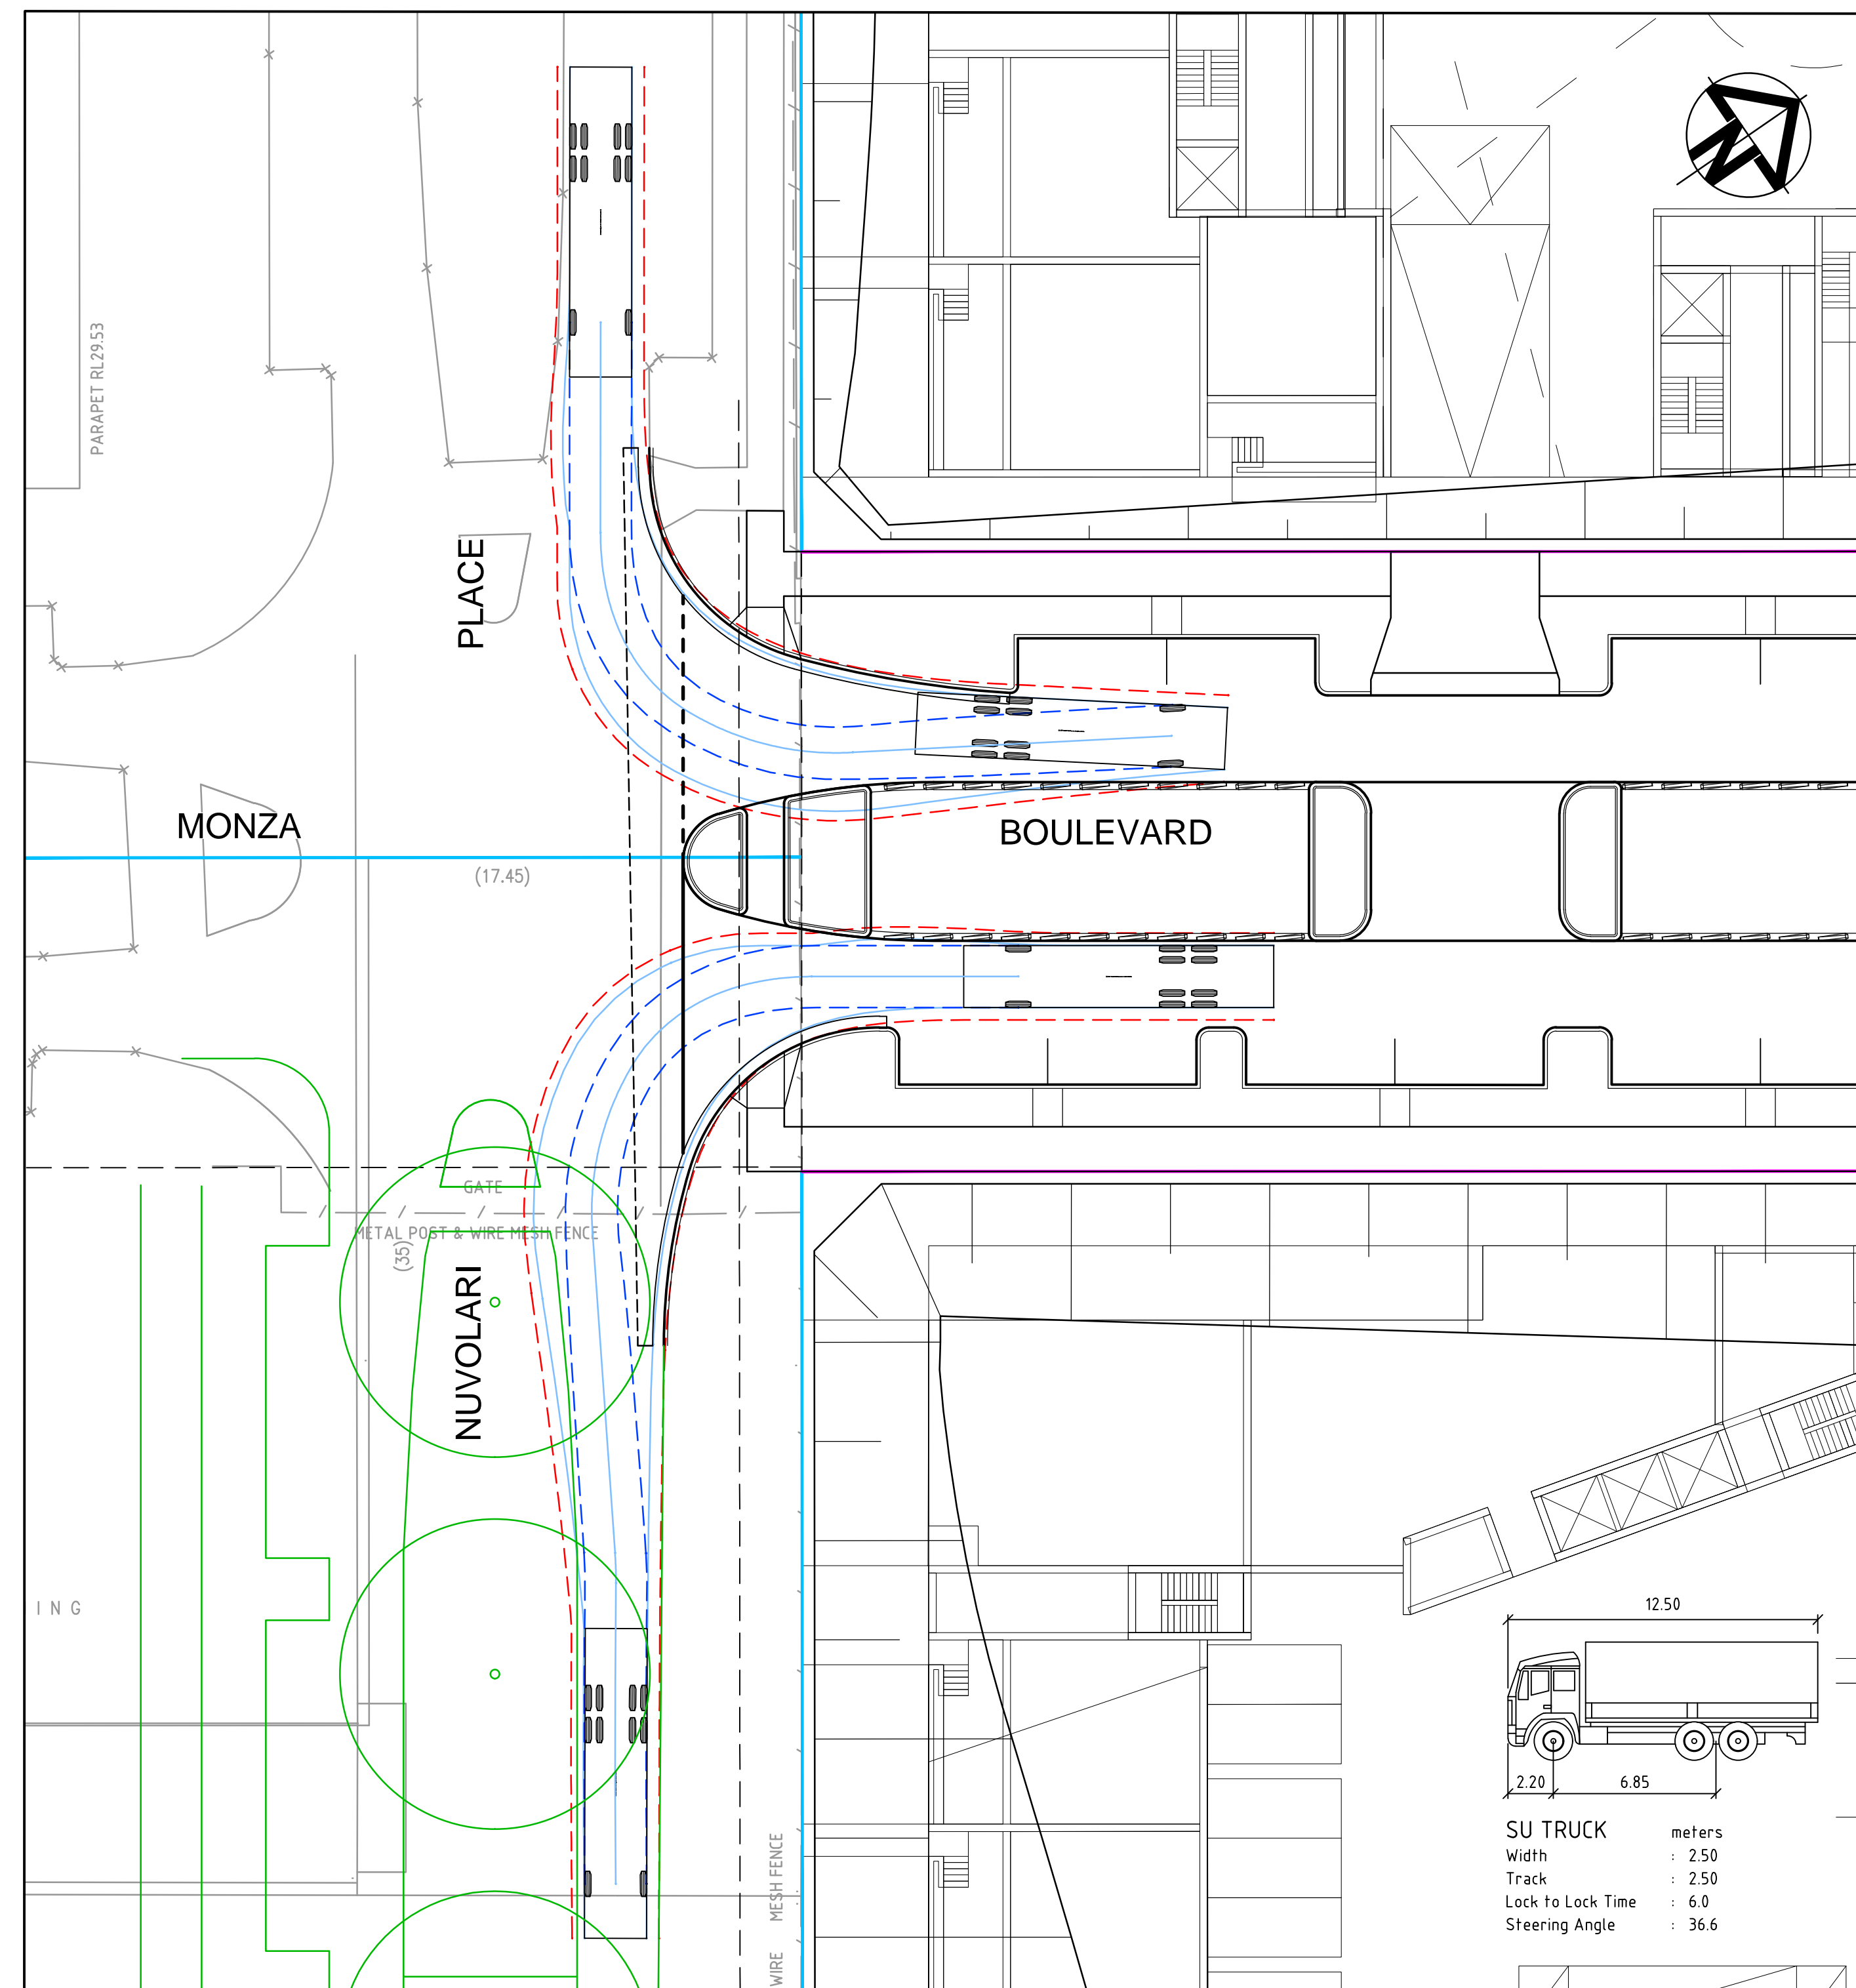 N
PARAPET RL29.53
PLACE
MONZA
BOULEVARD
(17.45)
GATE
METAL POST & WIRE MESH FENCE
(35)
NUVOLARI
I N G
12.50
2.20
6.85
SU TRUCK
meters
Width : 2.50
Track : 2.50
Lock to Lock Time : 6.0
Steering Angle : 36.6
WIRE MESH FENCE